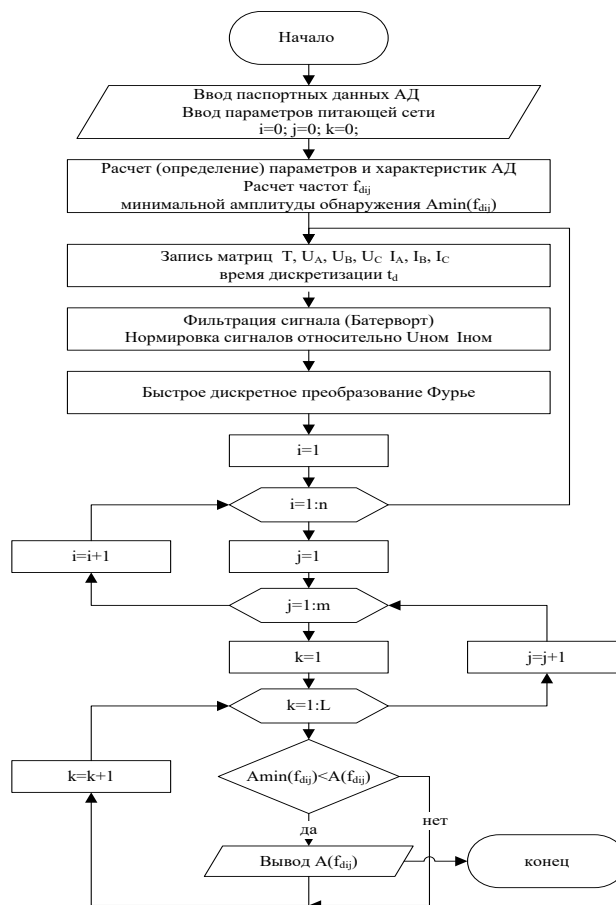 Начало
Ввод паспортных данных АД
Ввод параметров питающей сети
i=0; j=0; k=0;
Расчет (определение) параметров и характеристик АД
Расчет частот fdij
минимальной амплитуды обнаружения Amin(fdij)
Запись матриц T, UA, UB, UC IA, IB, IC
время дискретизации td
Фильтрация сигнала (Батерворт)
Нормировка сигналов относительно Uном Iном
Быстрое дискретное преобразование Фурье
i=1
i=1:n
i=i+1
j=1
j=1:m
k=1
j=j+1
k=1:L
k=k+1
Amin(fdij)<A(fdij)
нет
да
Вывод A(fdij)
конец